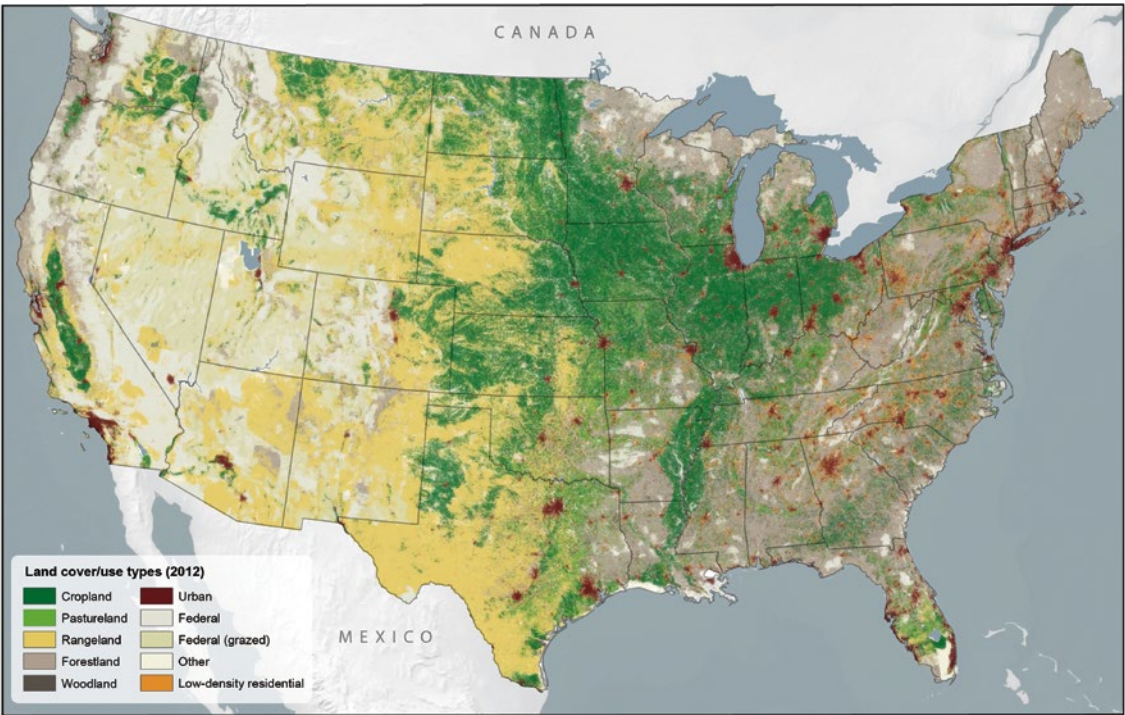 CANADA
MEXICO
Land cover/use types (2012)
Cropland
Pastureland
Rangeland
Forestland
Woodland
Urban
Federal
Federal (grazed)
Other
Low-density residential